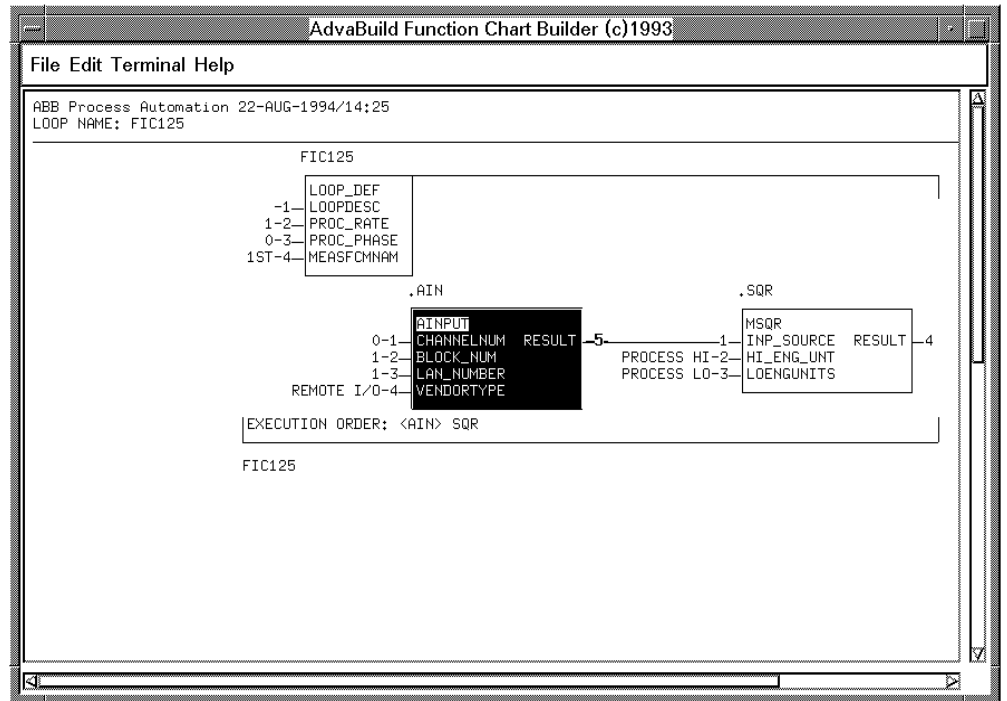 AdvaBuild Function Chart Builder (c)1993
File Edit Terminal Help
ABB Process Automation 22-AUG-1994/14:25
LOOP NAME: FIC125
FIC125
LOOP_DEF
-1 LOOPDESC
1-2 PROC_RATE
0-3 PROC_PHASE
1ST-4 MEASFCMNAM
.AIN
AINPUT
0-1 CHANNELNUM RESULT 5
1-2 BLOCK_NUM
1-3 LAN_NUMBER
REMOTE I/O-4 VENDORTYPE
.SQR
MSQR
1 INP_SOURCE RESULT 4
PROCESS HI-2 HI_ENG_UNT
PROCESS LO-3 LOENGUNITS
EXECUTION ORDER: <AIN> SQR
FIC125